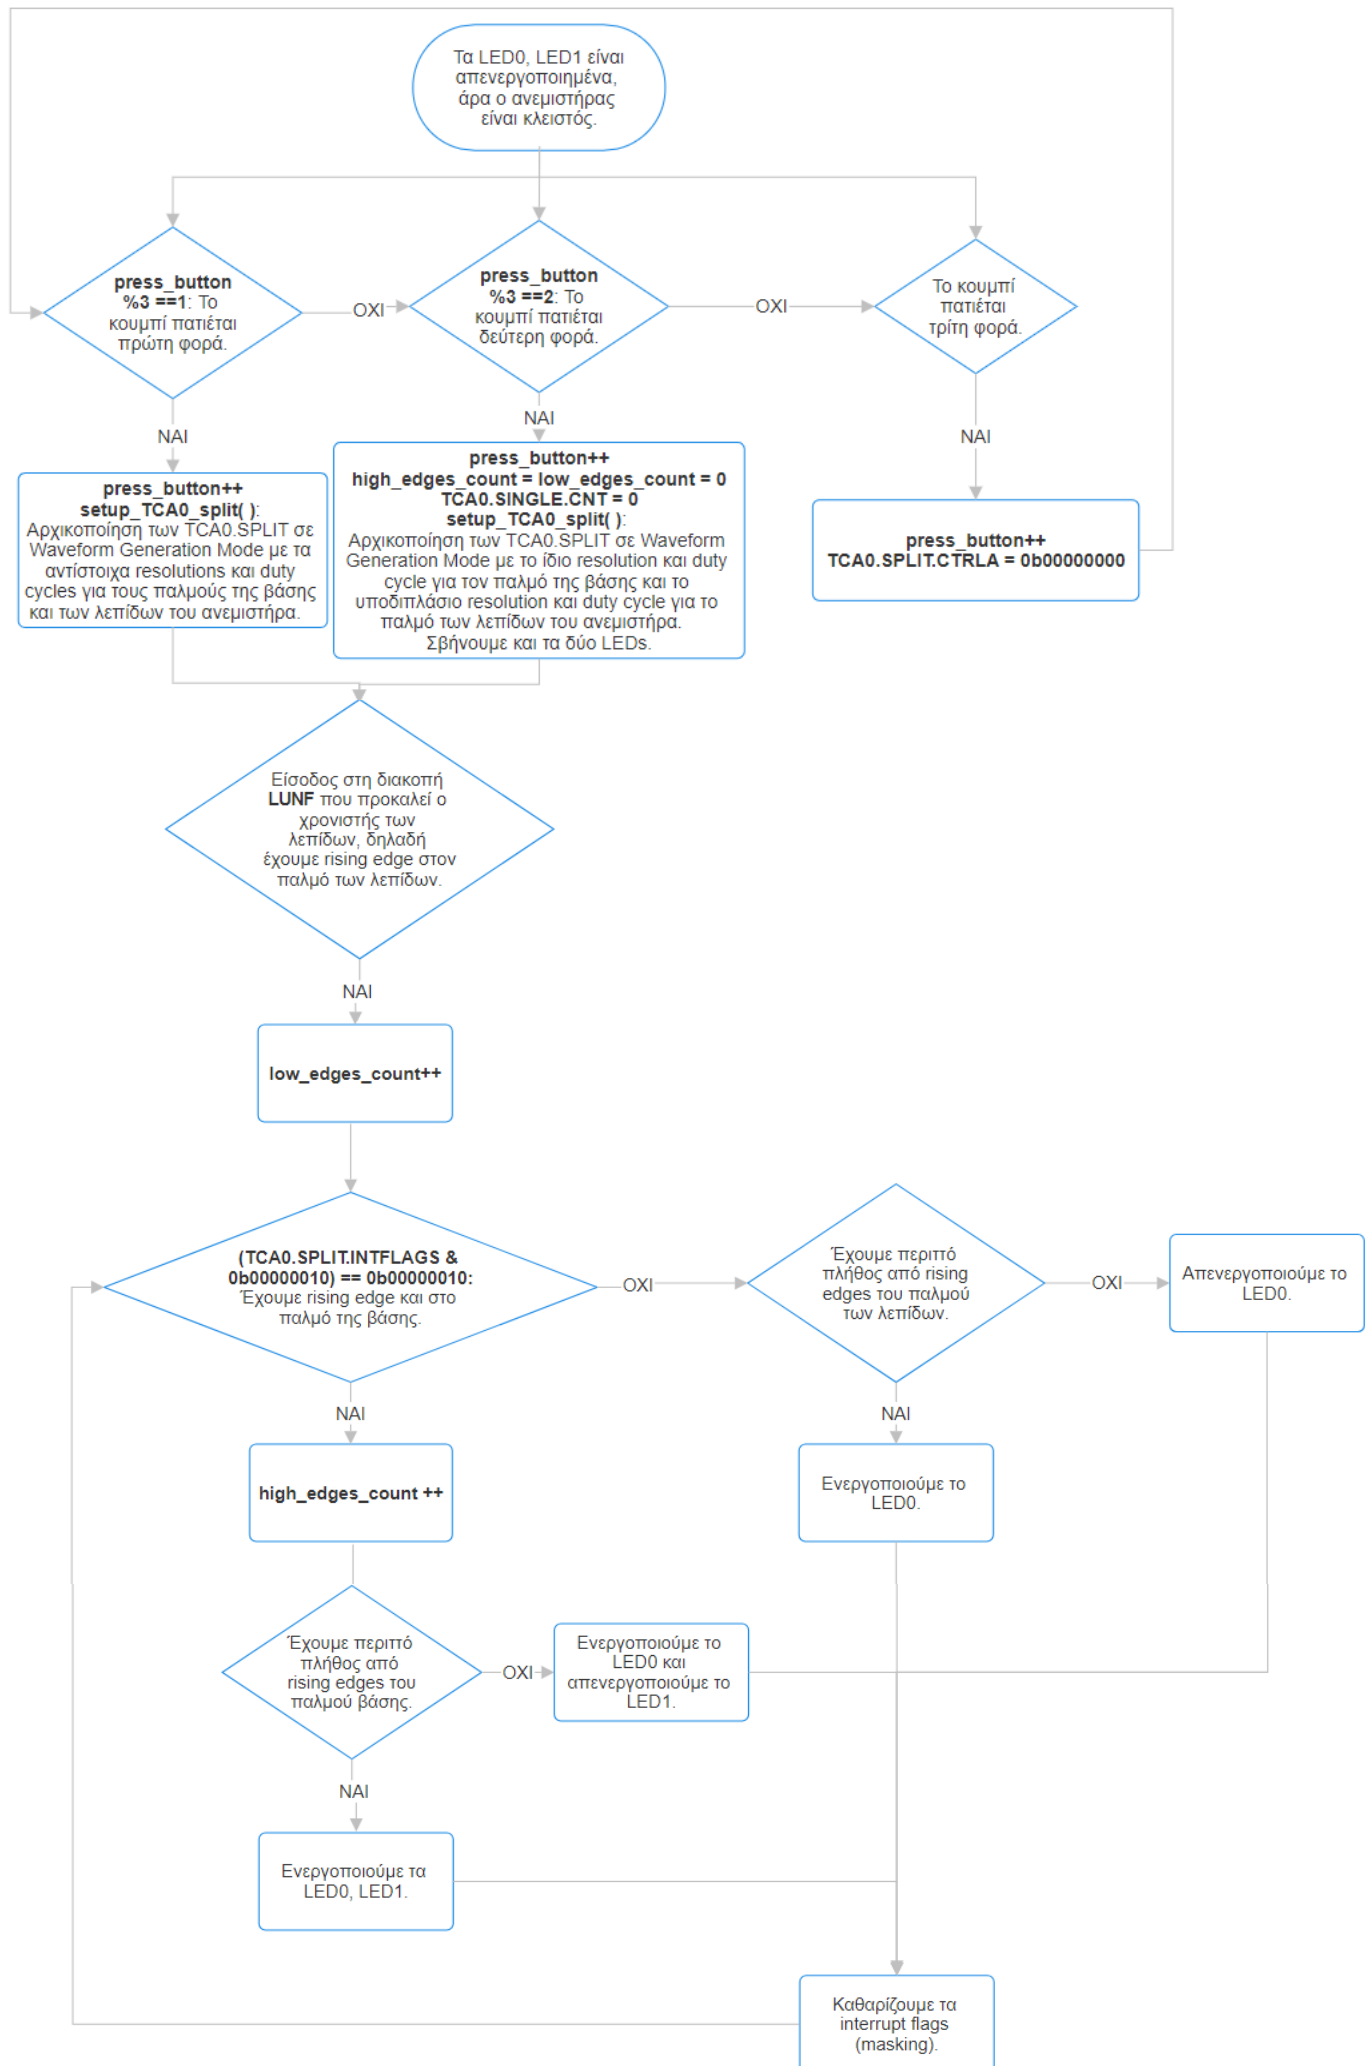 Τα LED0, LED1 είναι
απενεργοποιημένα,
άρα ο ανεμιστήρας
είναι κλειστός.
press_button
%3 ==1: Το
κουμπί πατιέται
πρώτη φορά.
ΟΧΙ
press_button
%3 ==2: Το
κουμπί πατιέται
δεύτερη φορά.
ΟΧΙ
Το κουμπί
πατιέται
τρίτη φορά.
ΝΑΙ
ΝΑΙ
ΝΑΙ
press_button++
setup_TCA0_split( ):
Αρχικοποίηση των TCA0.SPLIT σε
Waveform Generation Mode με τα
αντίστοιχα resolutions και duty
cycles για τους παλμούς της βάσης
και των λεπίδων του ανεμιστήρα.
press_button++
high_edges_count = low_edges_count = 0
TCA0.SINGLE.CNT = 0
setup_TCA0_split( ):
Αρχικοποίηση των TCA0.SPLIT σε Waveform
Generation Mode με το ίδιο resolution και duty
cycle για τον παλμό της βάσης και το
υποδιπλάσιο resolution και duty cycle για το
παλμό των λεπίδων του ανεμιστήρα.
Σβήνουμε και τα δύο LEDs.
press_button++
TCA0.SPLIT.CTRLA = 0b00000000
Είσοδος στη διακοπή
LUNF που προκαλεί ο
χρονιστής των
λεπίδων, δηλαδή
έχουμε rising edge στον
παλμό των λεπίδων.
ΝΑΙ
low_edges_count++
(TCA0.SPLIT.INTFLAGS &
0b00000010) == 0b00000010:
Έχουμε rising edge και στο
παλμό της βάσης.
ΟΧΙ
Έχουμε περιττό
πλήθος από rising
edges του παλμού
των λεπίδων.
ΟΧΙ
Απενεργοποιούμε το
LED0.
ΝΑΙ
ΝΑΙ
high_edges_count ++
Ενεργοποιούμε το
LED0.
Έχουμε περιττό
πλήθος από
rising edges του
παλμού βάσης.
ΟΧΙ
Ενεργοποιούμε το
LED0 και
απενεργοποιούμε το
LED1.
ΝΑΙ
Ενεργοποιούμε τα
LED0, LED1.
Καθαρίζουμε τα
interrupt flags
(masking).